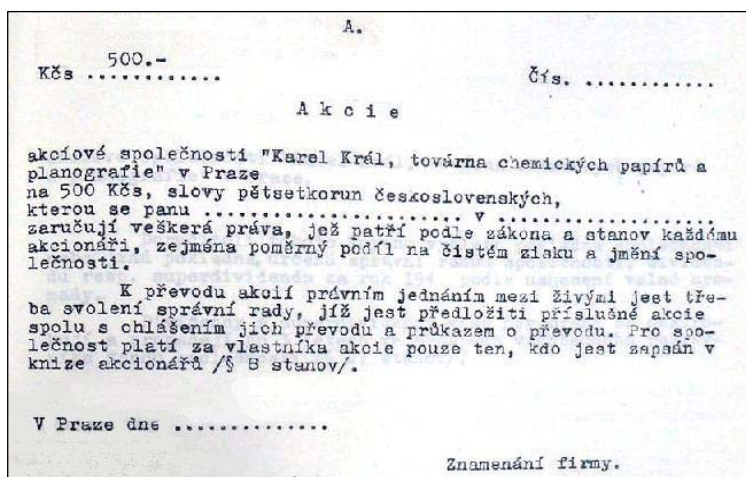 A.
500.-
Kčs ............
Čís. ............
A k c i e
akciové společnosti "Karel Král, továrna chemických papírů a
planografie" v Praze
na 500 Kčs, slovy pětsetkorun československých,
kterou se panu ........................ v ...................
zaručují veškerá práva, jež patří podle zákona a stanov každému
akcionáři, zejména poměrný podíl na čistém zisku a jmění spo-
lečnosti.
K převodu akcií právním jednáním mezi živými jest tře-
ba svolení správní rady, jíž jest předložiti příslušné akcie
spolu s chlášením jich převodu a průkazem o převodu. Pro spo-
lečnost platí za vlastníka akcie pouze ten, kdo jest zapsán v
knize akcionářů /§ 8 stanov/.
V Praze dne ..............
Znamenání firmy.